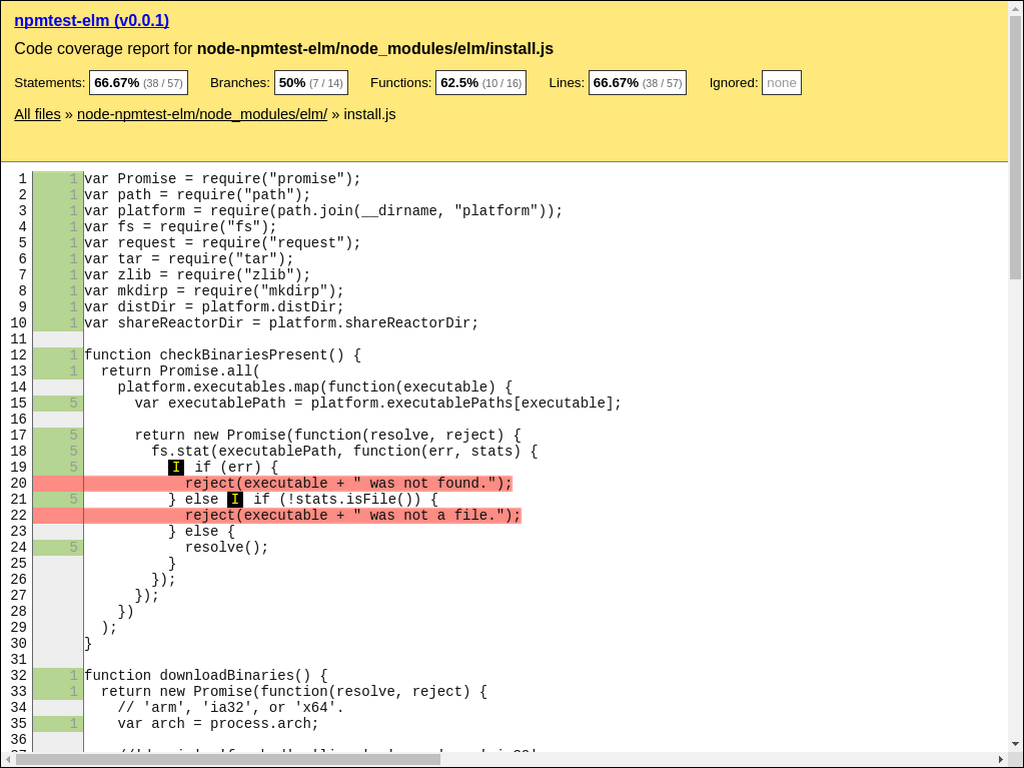 npmtest-elm (v0.0.1)
Code coverage report for node-npmtest-elm/node_modules/elm/install.js
Statements: 66.67% (38 / 57) Branches: 50% (7 / 14) Functions: 62.5% (10 / 16) Lines: 66.67% (38 / 57) Ignored: none
All files » node-npmtest-elm/node_modules/elm/ » install.js
1 1 var Promise = require("promise");
2 1 var path = require("path");
3 1 var platform = require(path.join(__dirname, "platform"));
4 1 var fs = require("fs");
5 1 var request = require("request");
6 1 var tar = require("tar");
7 1 var zlib = require("zlib");
8 1 var mkdirp = require("mkdirp");
9 1 var distDir = platform.distDir;
10 1 var shareReactorDir = platform.shareReactorDir;
11
12 1 function checkBinariesPresent() {
13 1 return Promise.all(
14 platform.executables.map(function(executable) {
15 5 var executablePath = platform.executablePaths[executable];
16
17 5 return new Promise(function(resolve, reject) {
18 5 fs.stat(executablePath, function(err, stats) {
19 5 I if (err) {
20 reject(executable + " was not found.");
21 5 } else I if (!stats.isFile()) {
22 reject(executable + " was not a file.");
23 } else {
24 5 resolve();
25 }
26 });
27 });
28 })
29 );
30 }
31
32 1 function downloadBinaries() {
33 1 return new Promise(function(resolve, reject) {
34 // 'arm', 'ia32', or 'x64'.
35 1 var arch = process.arch;
36